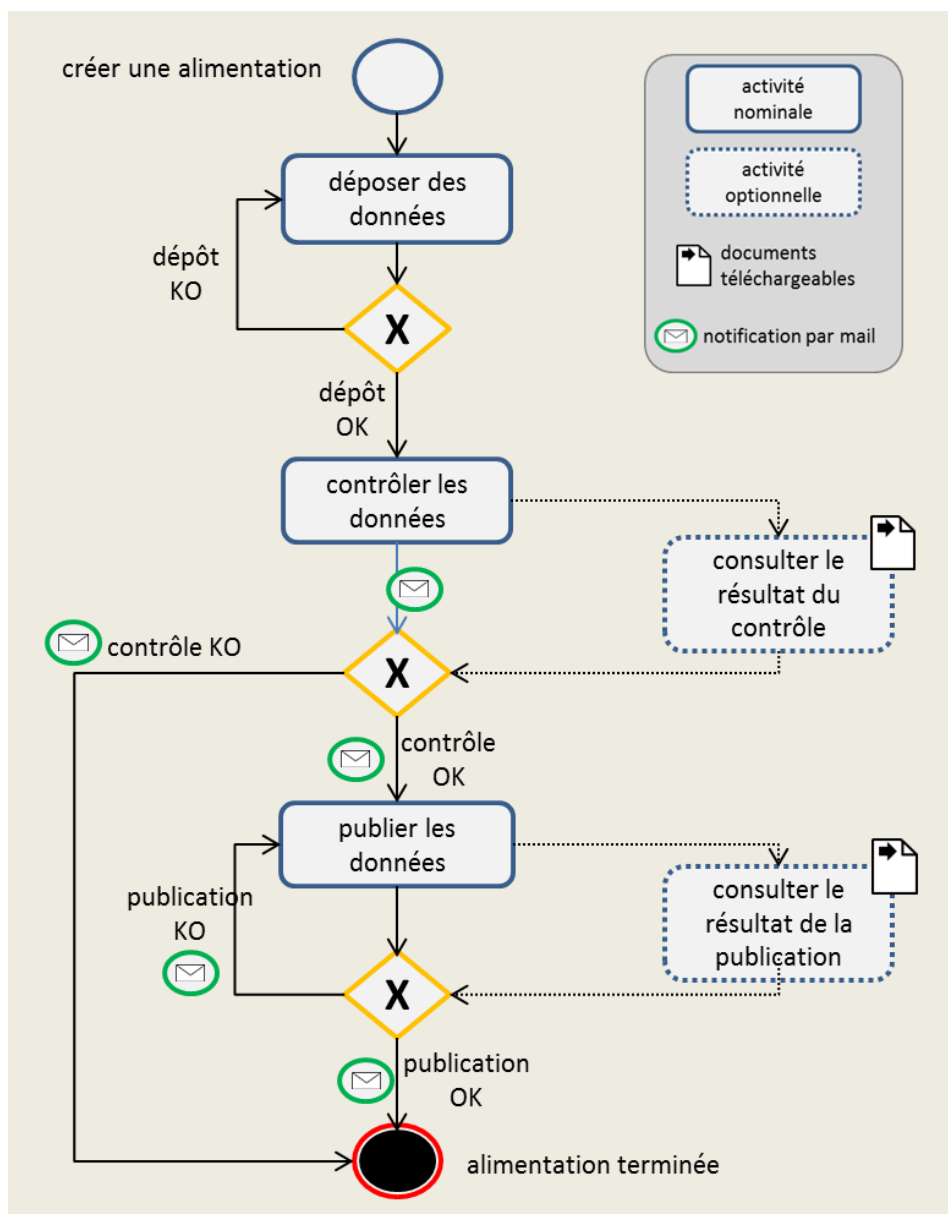 créer une alimentation
activité
nominale
activité
optionnelle
documents
téléchargeables
notification par mail
déposer des
données
dépôt
KO
X
dépôt
OK
contrôler les
données
consulter le
résultat du
contrôle
contrôle KO
X
contrôle
OK
publier les
données
publication
KO
consulter le
résultat de la
publication
X
publication
OK
alimentation terminée